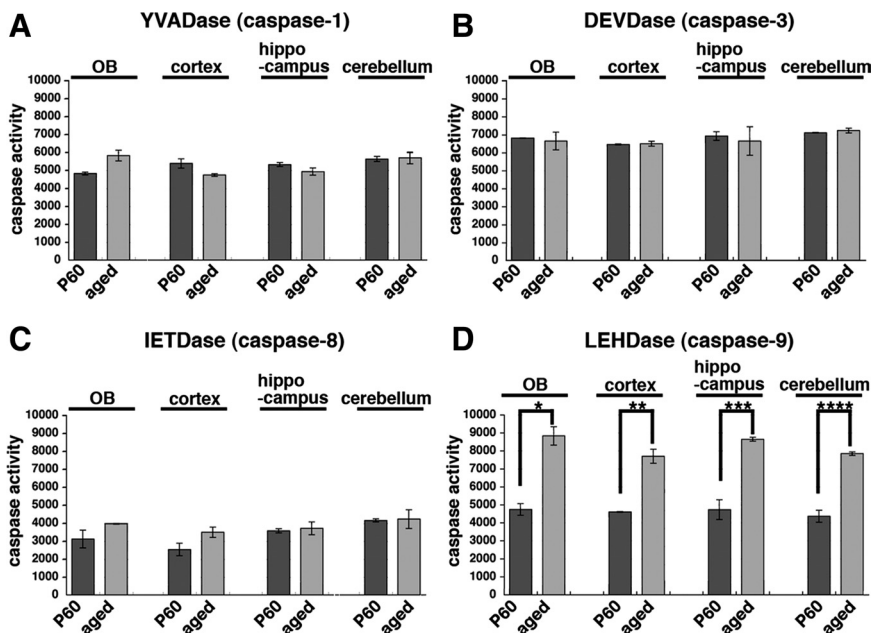 A
YVADase (caspase-1)
OB
cortex
hippo
-campus
cerebellum
caspase activity
10000
9000
8000
7000
6000
5000
4000
3000
2000
1000
0
P60
aged
P60
aged
P60
aged
P60
aged
B
DEVDase (caspase-3)
OB
cortex
hippo
-campus
cerebellum
caspase activity
10000
9000
8000
7000
6000
5000
4000
3000
2000
1000
0
P60
aged
P60
aged
P60
aged
P60
aged
C
IETDase (caspase-8)
OB
cortex
hippo
-campus
cerebellum
caspase activity
10000
9000
8000
7000
6000
5000
4000
3000
2000
1000
0
P60
aged
P60
aged
P60
aged
P60
aged
D
LEHDase (caspase-9)
OB
cortex
hippo
-campus
cerebellum
* ** *** ****
caspase activity
10000
9000
8000
7000
6000
5000
4000
3000
2000
1000
0
P60
aged
P60
aged
P60
aged
P60
aged